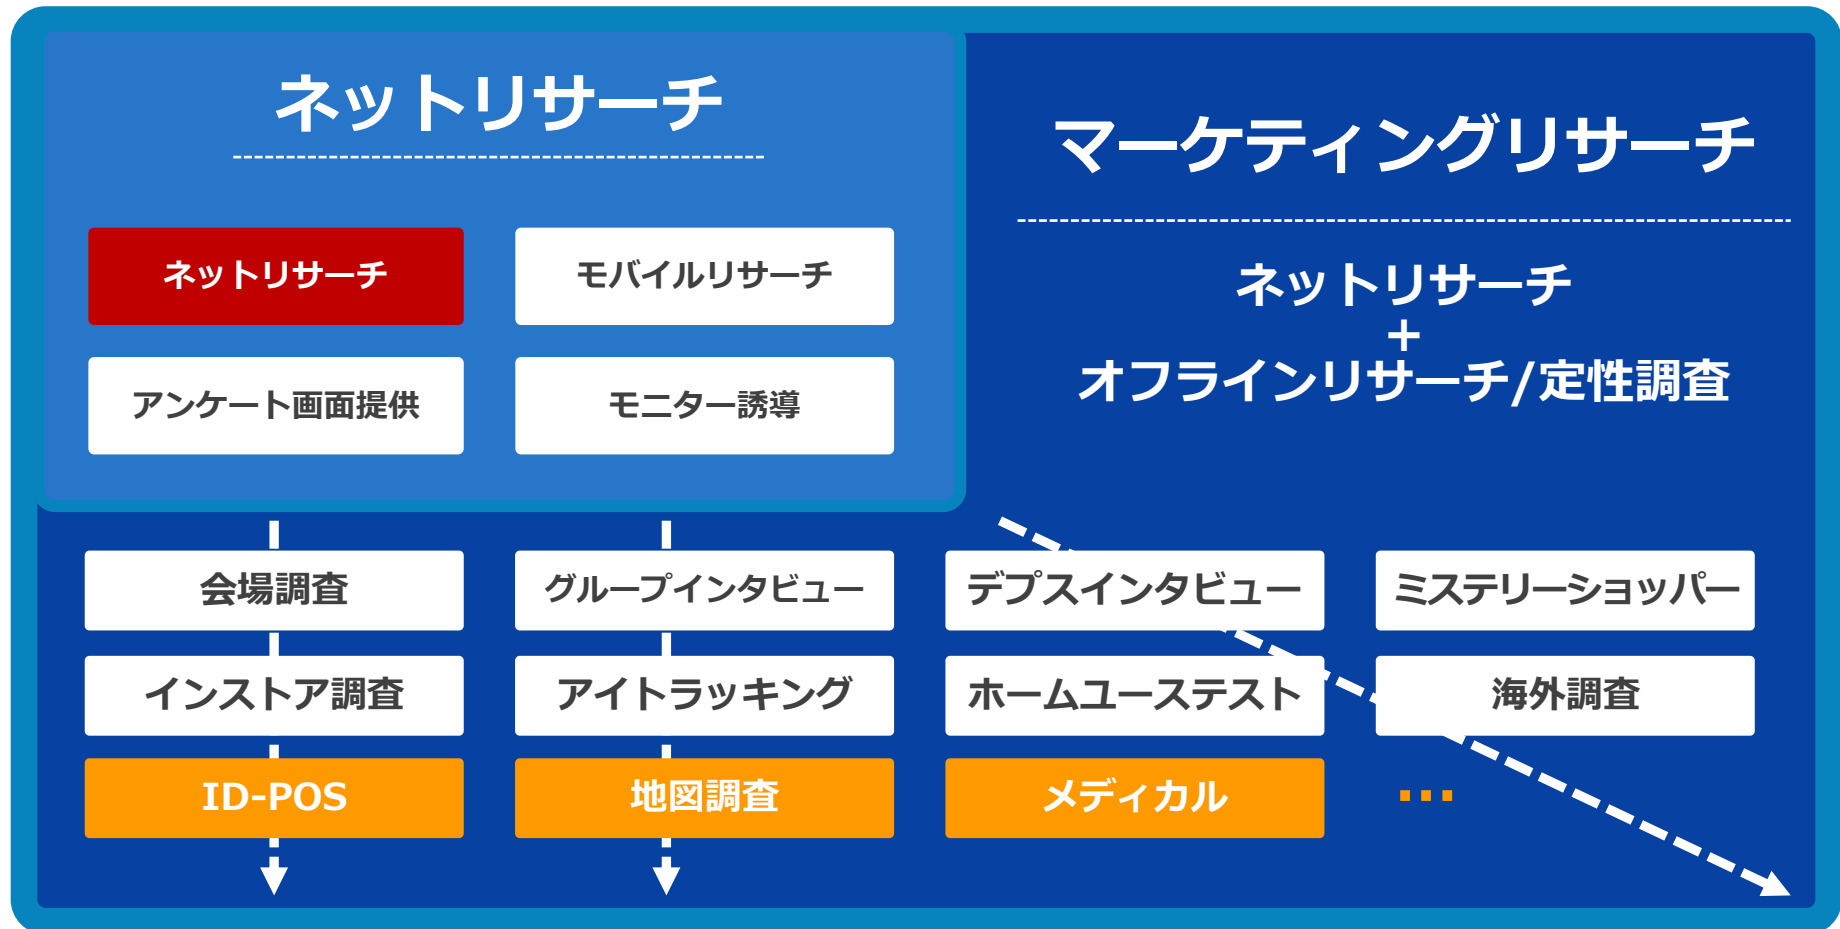 ネットリサーチ
ネットリサーチ
モバイルリサーチ
アンケート画面提供
モニター誘導
マーケティングリサーチ
ネットリサーチ
+
オフラインリサーチ/定性調査
会場調査
グループインタビュー
デプスインタビュー
ミステリーショッパー
インストア調査
アイトラッキング
ホームユーステスト
海外調査
ID-POS
地図調査
メディカル
…